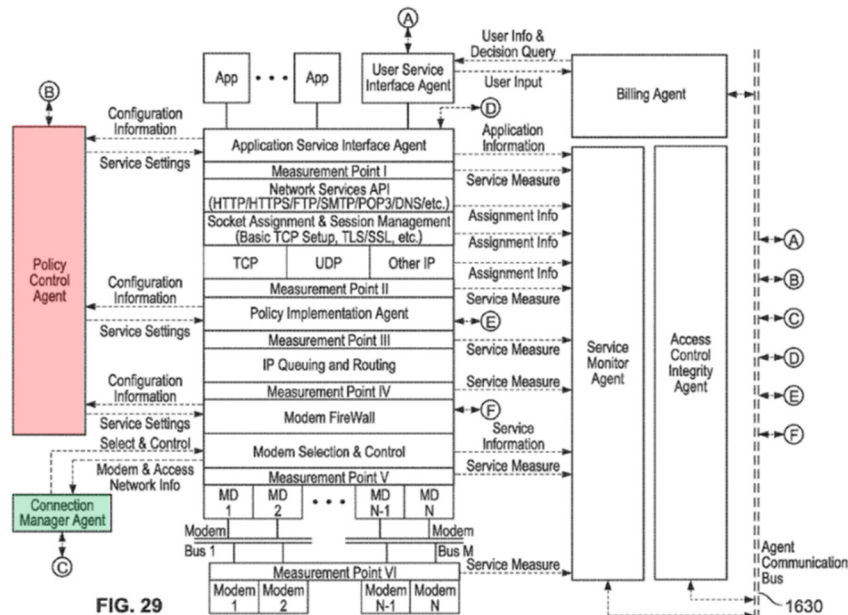 A
User Info &
Decision Query
User Input
App
• • •
App
User Service
Interface Agent
Billing Agent
B
Configuration
Information
Service Settings
D
Application
Information
Application Service Interface Agent
Measurement Point I
Service Measure
Network Services API
(HTTP/HTTPS/FTP/SMTP/POP3/DNS/etc.)
Assignment Info
Socket Assignment & Session Management
(Basic TCP Setup, TLS/SSL, etc.)
Assignment Info
TCP
UDP
Other IP
Assignment Info
Measurement Point II
Service Measure
Policy
Control
Agent
Configuration
Information
Service Settings
Policy Implementation Agent
E
Measurement Point III
Service Measure
IP Queuing and Routing
Measurement Point IV
Service Measure
Configuration
Information
Service Settings
Modem FireWall
F
Service
Information
Select & Control
Modem Selection & Control
Modem & Access
Network Info
Measurement Point V
Service Measure
Connection
Manager Agent
C
MD
1
MD
2
• • •
MD
N-1
MD
N
Modem
Bus 1
Modem
Bus M
Measurement Point VI
Service Measure
Modem
1
Modem
2
Modem
N-1
Modem
N
Service
Monitor
Agent
Access
Control
Integrity
Agent
A
B
C
D
E
F
Agent
Communication
Bus
1630
FIG. 29